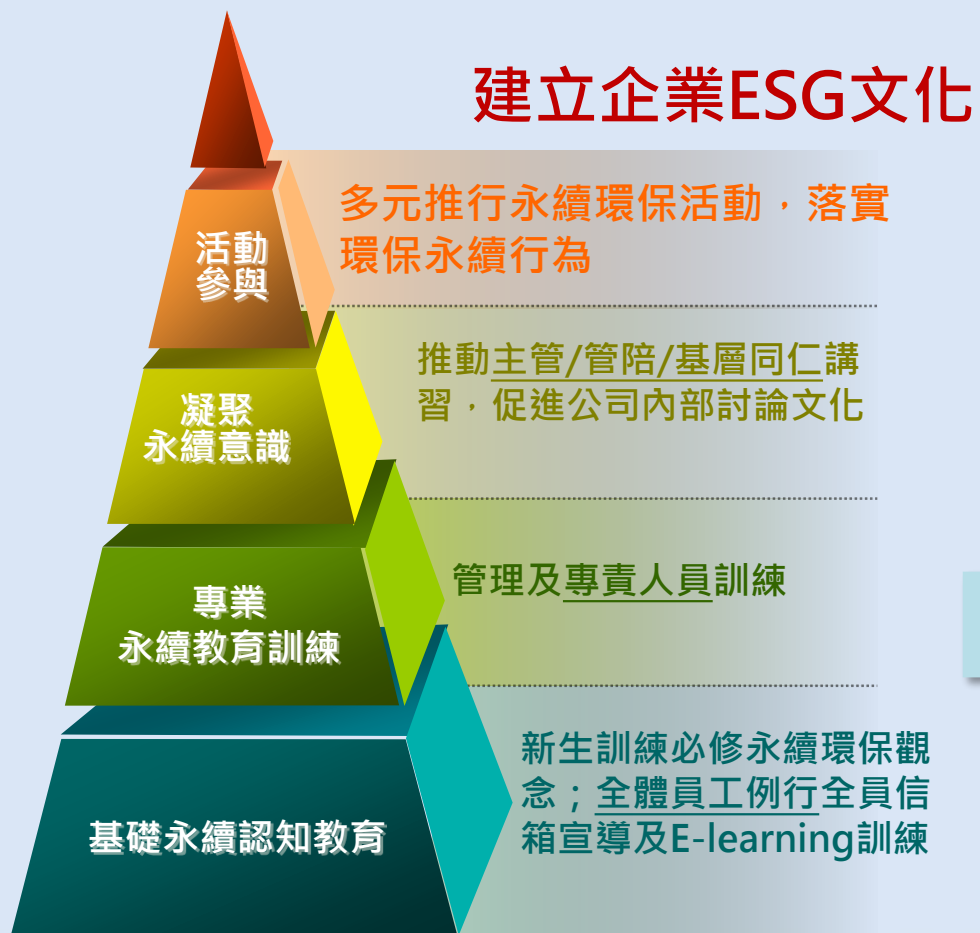 建立企業ESG文化
活動
參與
多元推行永續環保活動，落實
環保永續行為
凝聚
永續意識
推動主管/管陪/基層同仁講
習，促進公司內部討論文化
專業
永續教育訓練
管理及專責人員訓練
基礎永續認知教育
新生訓練必修永續環保觀
念；全體員工例行全員信
箱宣導及E-learning訓練